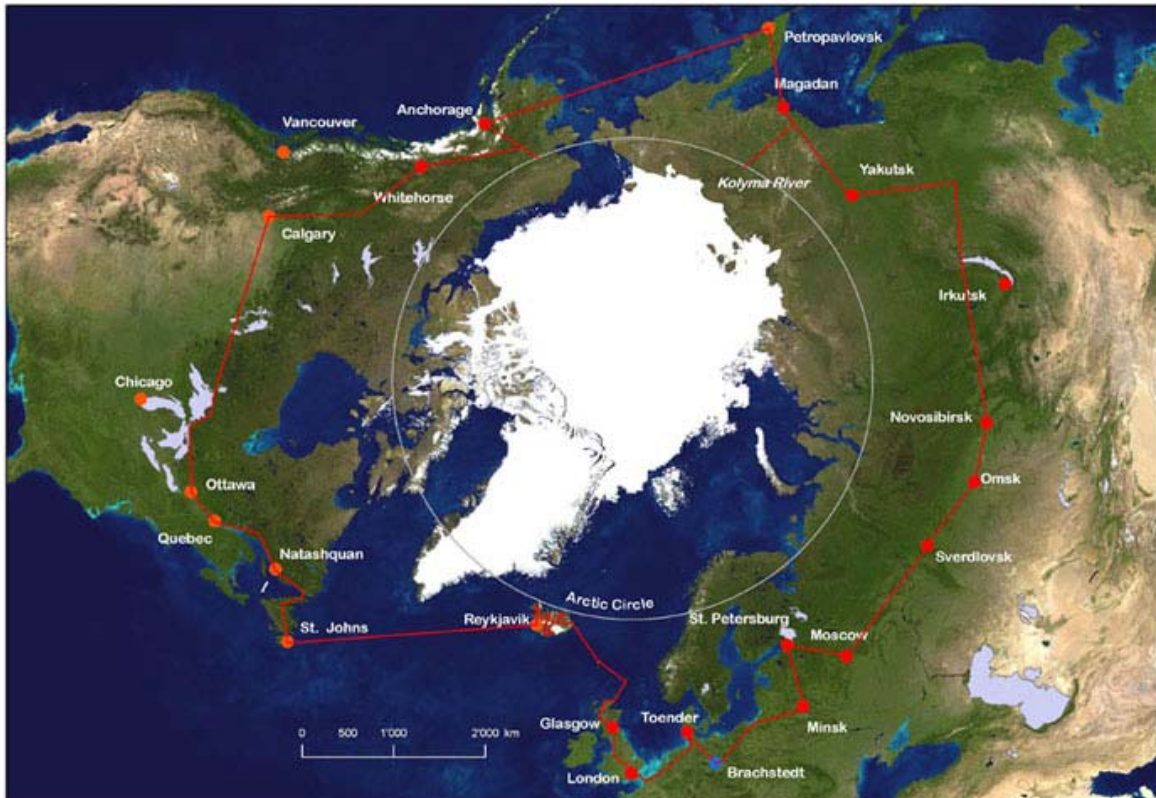 Petropavlovsk
Magadan
Anchorage
Vancouver
Whitehorse
Kolyma River
Yakutsk
Calgary
Irkutsk
Chicago
Novosibirsk
Ottawa
Omsk
Quebec
Natashquan
Sverdlovsk
Arctic Circle
Reykjavik
St. Petersburg
St. Johns
Moscow
Glasgow
Toender
Minsk
0 500 1'000 2'000 km
London
Brachstedt